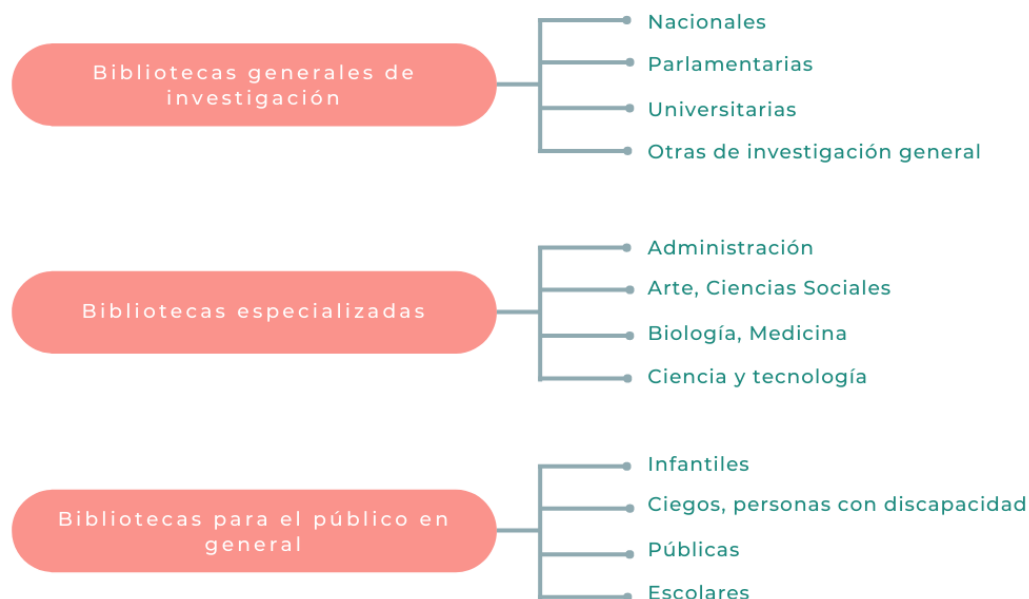 Bibliotecas generales de
investigación
Nacionales
Parlamentarias
Universitarias
Otras de investigación general
Bibliotecas especializadas
Administración
Arte, Ciencias Sociales
Biología, Medicina
Ciencia y tecnología
Bibliotecas para el público en
general
Infantiles
Ciegos, personas con discapacidad
Públicas
Escolares